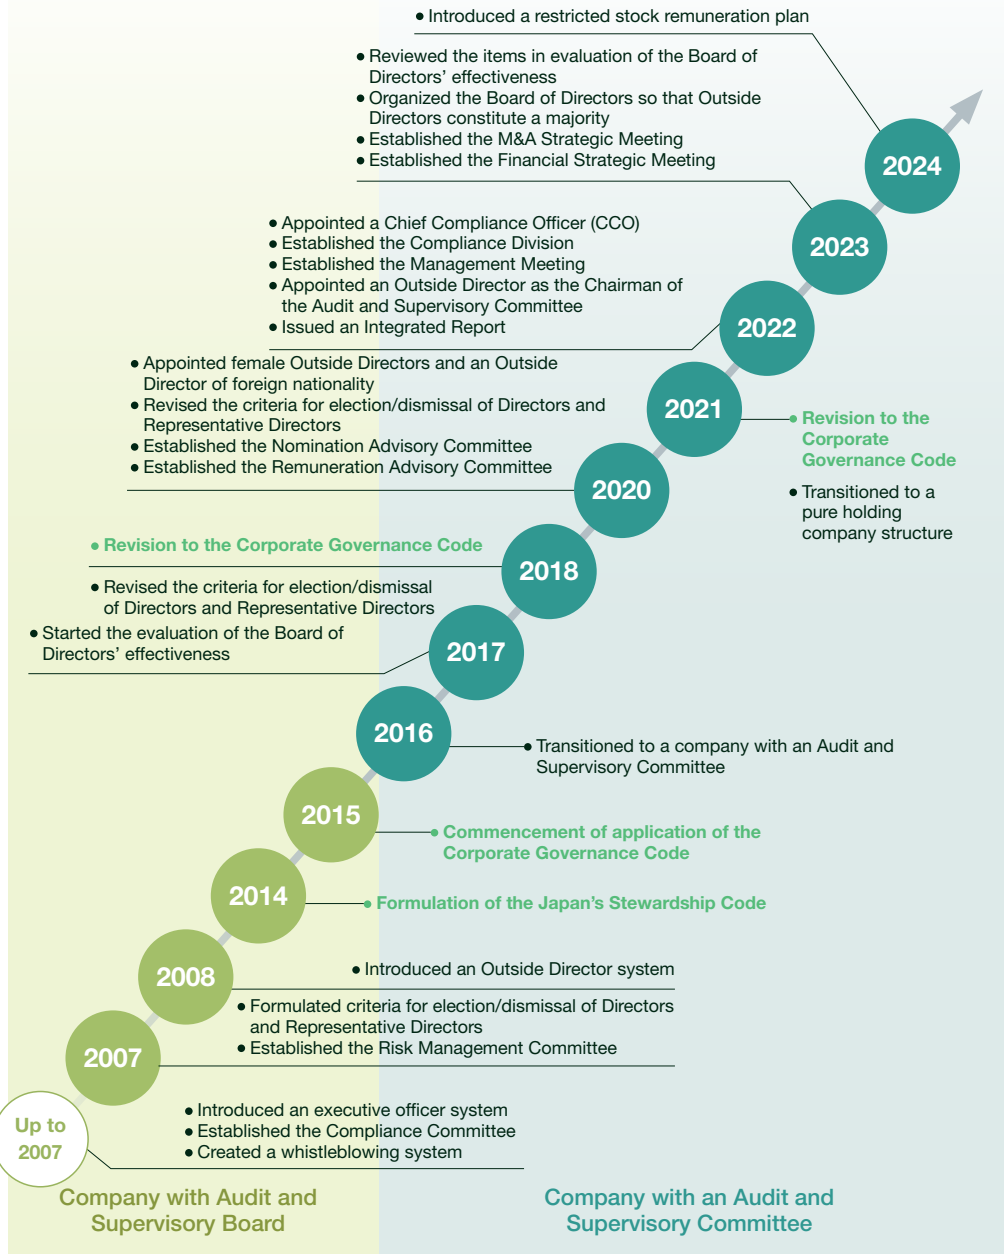 • Introduced a restricted stock remuneration plan
• Reviewed the items in evaluation of the Board of
Directors’ effectiveness
• Organized the Board of Directors so that Outside
Directors constitute a majority
• Established the M&A Strategic Meeting
• Established the Financial Strategic Meeting
2024
2023
• Appointed a Chief Compliance Officer (CCO)
• Established the Compliance Division
• Established the Management Meeting
• Appointed an Outside Director as the Chairman of
the Audit and Supervisory Committee
• Issued an Integrated Report
2022
• Appointed female Outside Directors and an Outside
Director of foreign nationality
• Revised the criteria for election/dismissal of Directors and
Representative Directors
• Established the Nomination Advisory Committee
• Established the Remuneration Advisory Committee
2021
• Revision to the
Corporate
Governance Code
• Transitioned to a
pure holding
company structure
2020
• Revision to the Corporate Governance Code
2018
• Revised the criteria for election/dismissal
of Directors and Representative Directors
• Started the evaluation of the Board of
Directors’ effectiveness
2017
2016
• Transitioned to a company with an Audit and
Supervisory Committee
2015
• Commencement of application of the
Corporate Governance Code
2014
• Formulation of the Japan’s Stewardship Code
2008
• Introduced an Outside Director system
• Formulated criteria for election/dismissal of Directors
and Representative Directors
• Established the Risk Management Committee
2007
• Introduced an executive officer system
• Established the Compliance Committee
• Created a whistleblowing system
Up to
2007
Company with Audit and
Supervisory Board
Company with an Audit and
Supervisory Committee